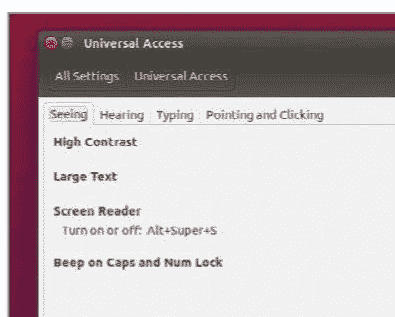 Universal Access
All Settings Universal Access
Seeing Hearing Typing Pointing and Clicking
High Contrast
Large Text
Screen Reader
Turn on or off: Alt+Super+S
Beep on Caps and Num Lock